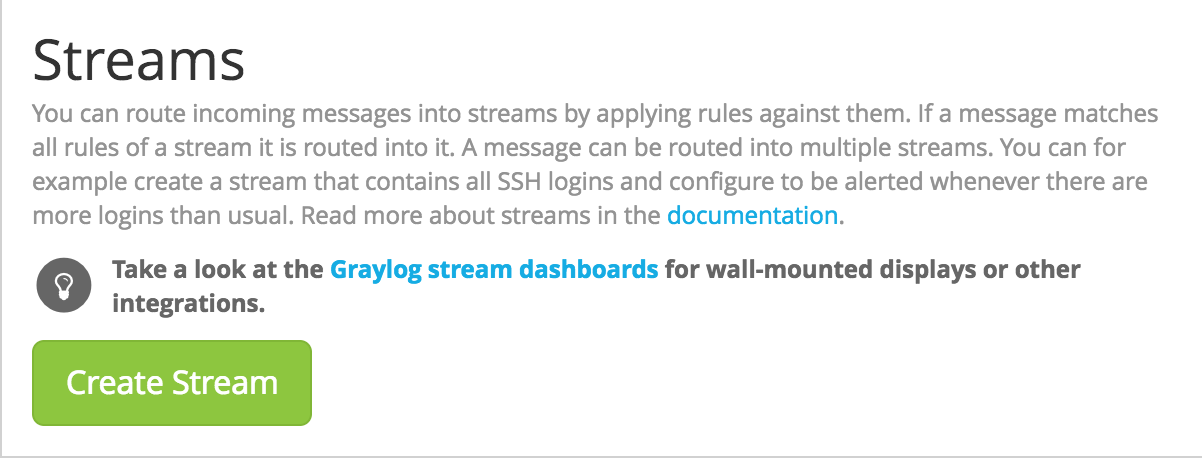 Streams
You can route incoming messages into streams by applying rules against them. If a message matches
all rules of a stream it is routed into it. A message can be routed into multiple streams. You can for
example create a stream that contains all SSH logins and configure to be alerted whenever there are
more logins than usual. Read more about streams in the documentation.
Take a look at the Graylog stream dashboards for wall-mounted displays or other
integrations.
Create Stream